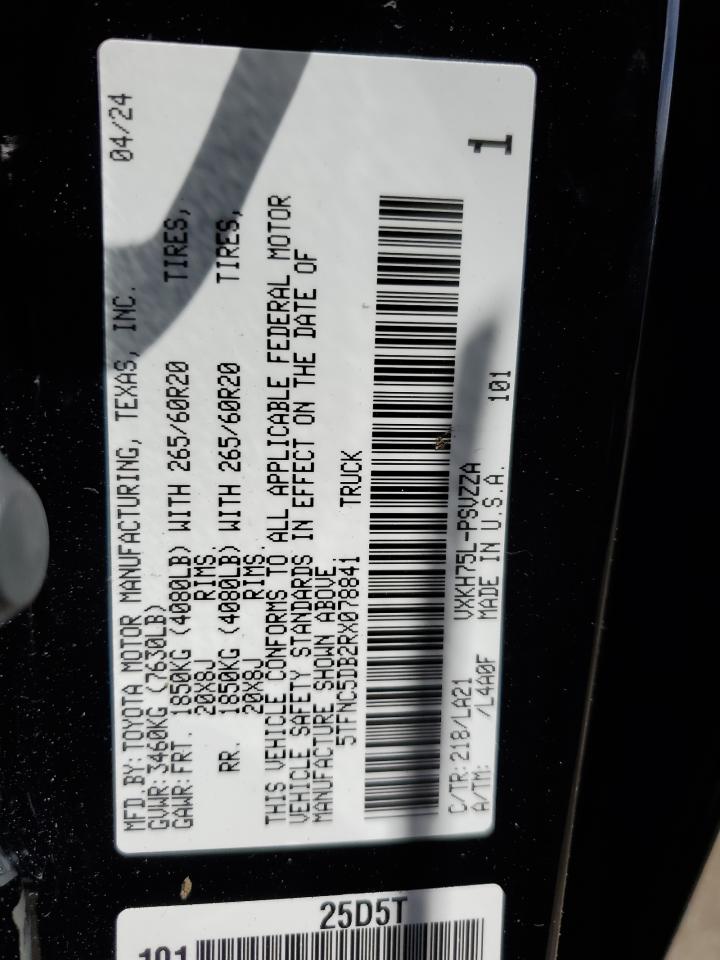 MFD BY: TOYOTA MOTOR MANUFACTURING, TEXAS, INC. 04/24
GVWR: 3460KG (7630LB)
GAWR: FRT. 1850KG (4080LB) WITH 265/60R20 TIRES,
20X8J RIMS.
RR. 1850KG (4080LB) WITH 265/60R20 TIRES,
20X8J RIMS.
THIS VEHICLE CONFORMS TO ALL APPLICABLE FEDERAL MOTOR
VEHICLE SAFETY STANDARDS IN EFFECT ON THE DATE OF
MANUFACTURE SHOWN ABOVE.
5TFNC5DB2RX078841 TRUCK
C/TR: 218/LA21 VXKH75L-PSVZZA
A/TM: /L4A0F MADE IN U.S.A. 101
1
25D5T
101